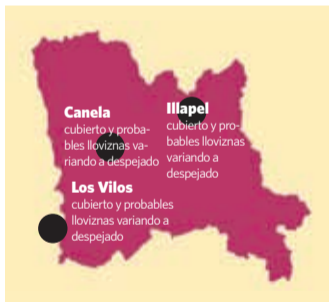 Canela
cubierto y proba-
bles lloviznas va-
riando a despejado
Illapel
cubierto y pro-
bables lloviznas
variando a
despejado
Los Vilos
cubierto y probables
lloviznas variando a
despejado